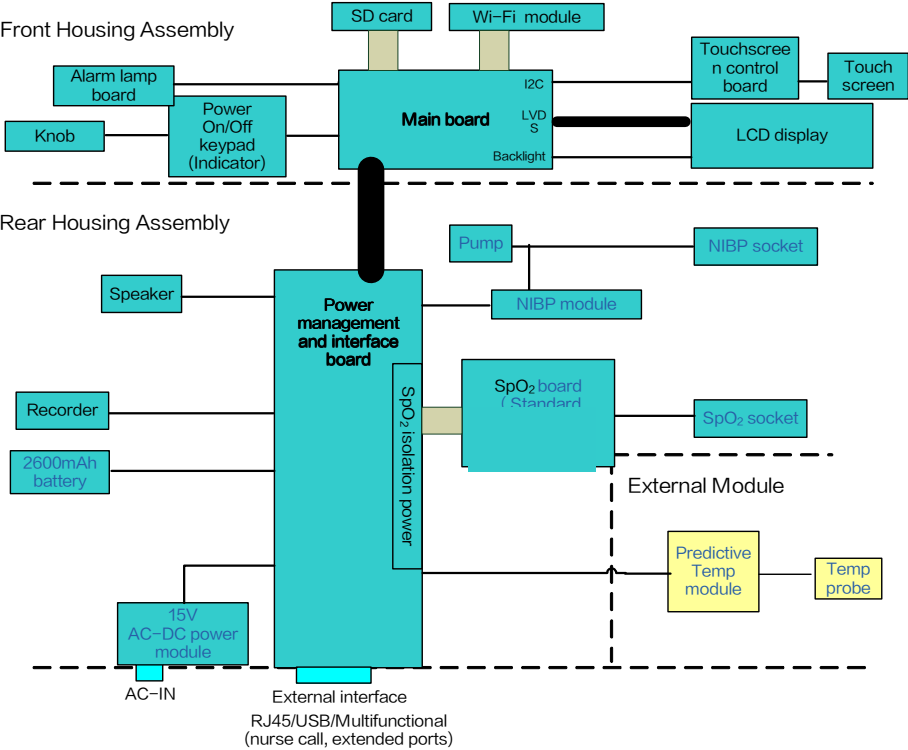 Front Housing Assembly
SD card
Wi-Fi module
Alarm lamp
board
Knob
Power
On/Off
keypad
(Indicator)
Main board
I2C
LVD
S
Backlight
Touchscree
n control
board
Touch
screen
LCD display
Rear Housing Assembly
Pump
NIBP socket
NIBP module
Speaker
Power
management
and interface
board
Recorder
2600mAh
battery
SpO₂ isolation power
SpO₂ board
(Standard
SpO₂ socket
External Module
Predictive
Temp
module
Temp
probe
15V
AC-DC power
module
AC-IN
External interface
RJ45/USB/Multifunctional
(nurse call, extended ports)